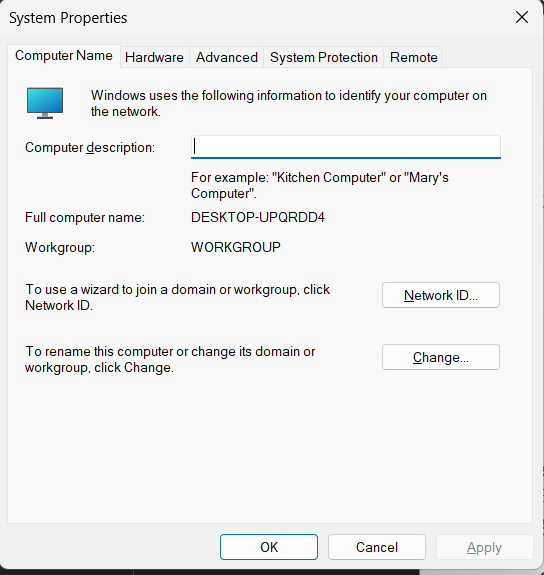 System Properties
Computer Name
Hardware
Advanced
System Protection
Remote
Windows uses the following information to identify your computer on
the network.
Computer description:
For example: "Kitchen Computer" or "Mary's
Computer".
Full computer name:
DESKTOP-UPQRDD4
Workgroup:
WORKGROUP
To use a wizard to join a domain or workgroup, click
Network ID.
Network ID...
To rename this computer or change its domain or
workgroup, click Change.
Change...
OK
Cancel
Apply